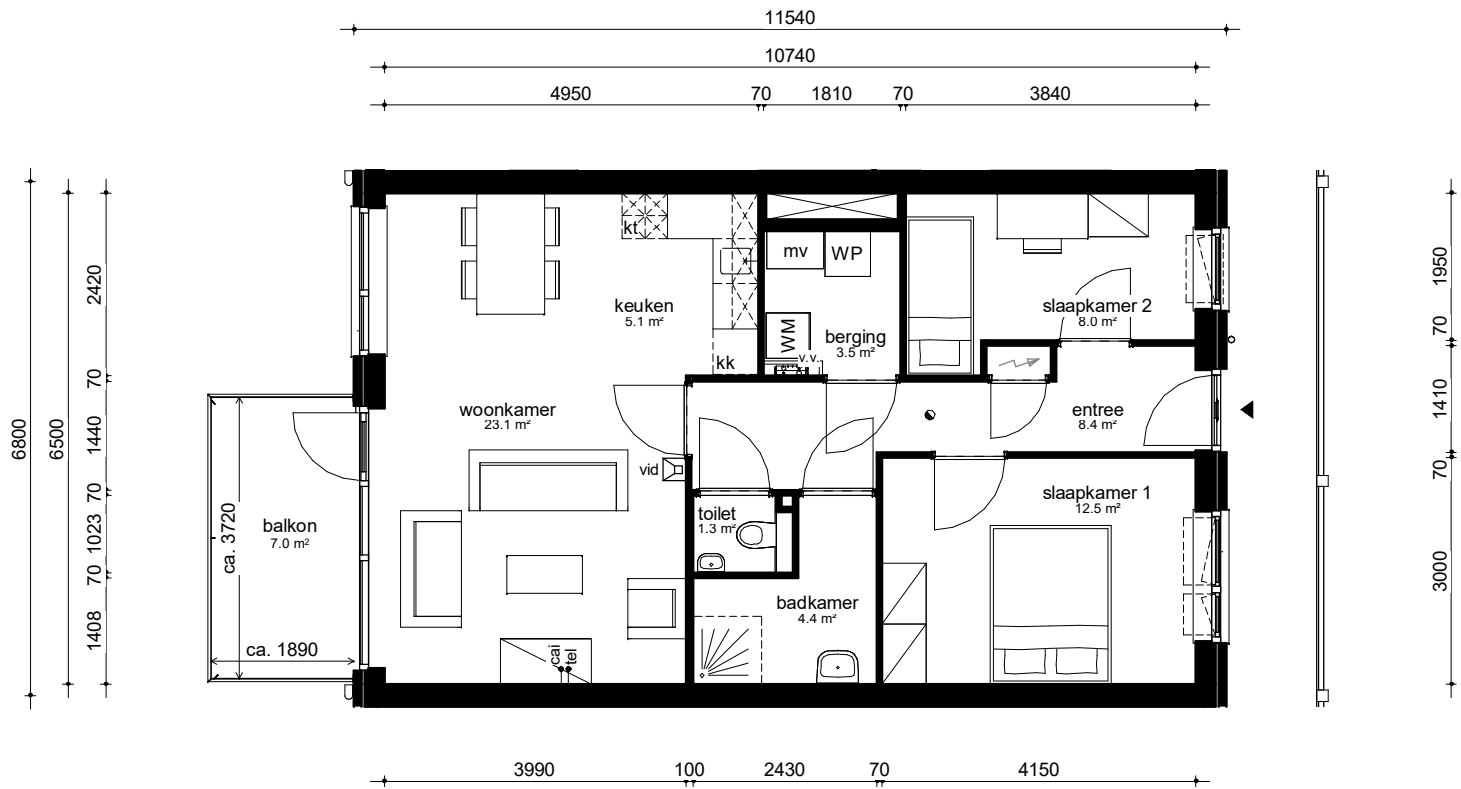 11540
10740
4950 70 1810 70 3840
6800
6500
2420
70
1440
70
1023
70
1408
kt
mv WP
keuken
5.1 m²
WM
berging
3.5 m²
v.v.
kk
slaapkamer 2
8.0 m²
woonkamer
23.1 m²
entree
8.4 m²
vid
slaapkamer 1
12.5 m²
toilet
1.3 m²
balkon
7.0 m²
ca. 3720
ca. 1890
badkamer
4.4 m²
cai
tel
1950
70
1410
70
3000
3990 100 2430 70 4150